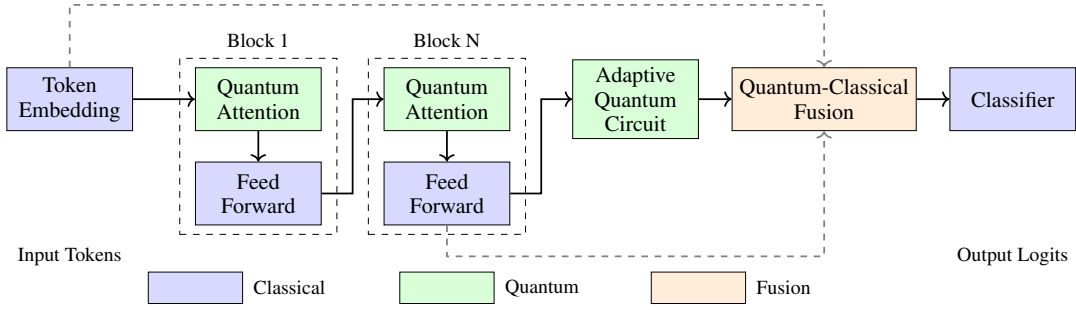 Block 1
Block N
Token
Embedding
Quantum
Attention
Quantum
Attention
Adaptive
Quantum
Circuit
Quantum-Classical
Fusion
Classifier
Feed
Forward
Feed
Forward
Input Tokens
Output Logits
Classical
Quantum
Fusion